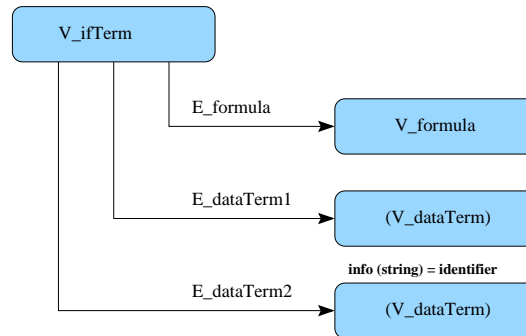 V_ifTerm
E_formula
V_formula
E_dataTerm1
(V_dataTerm)
info (string) = identifier
E_dataTerm2
(V_dataTerm)